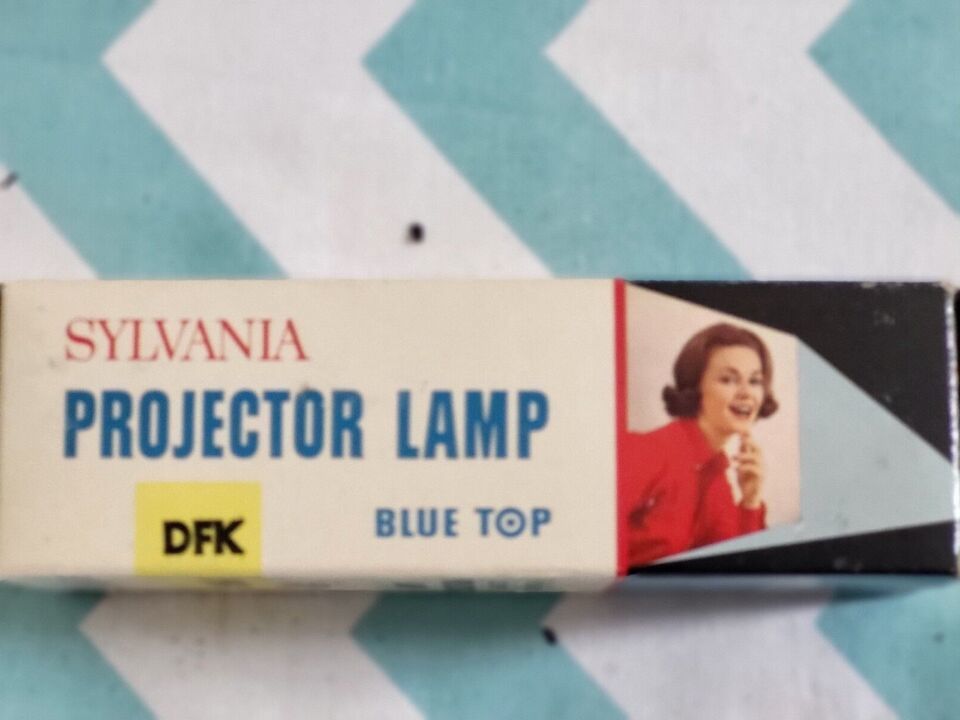 SYLVANIA
PROJECTOR LAMP
DFK
BLUE TOP